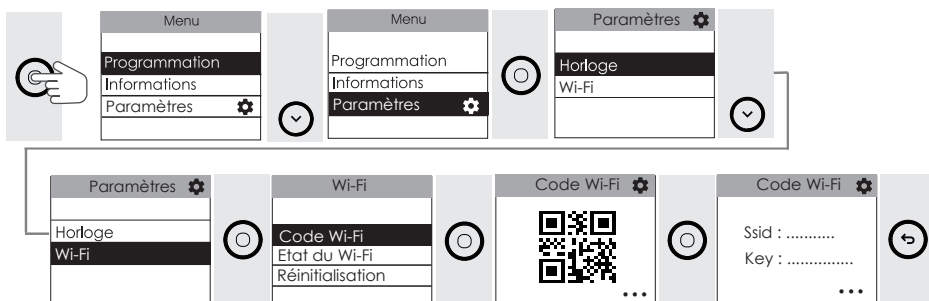 Menu
Programmation
Informations
Paramètres
Menu
Programmation
Informations
Paramètres
Paramètres
Horloge
Wi-Fi
Paramètres
Horloge
Wi-Fi
Wi-Fi
Code Wi-Fi
Etat du Wi-Fi
Réinitialisation
Code Wi-Fi
...
Code Wi-Fi
Ssid : ...........
Key : ...............
...